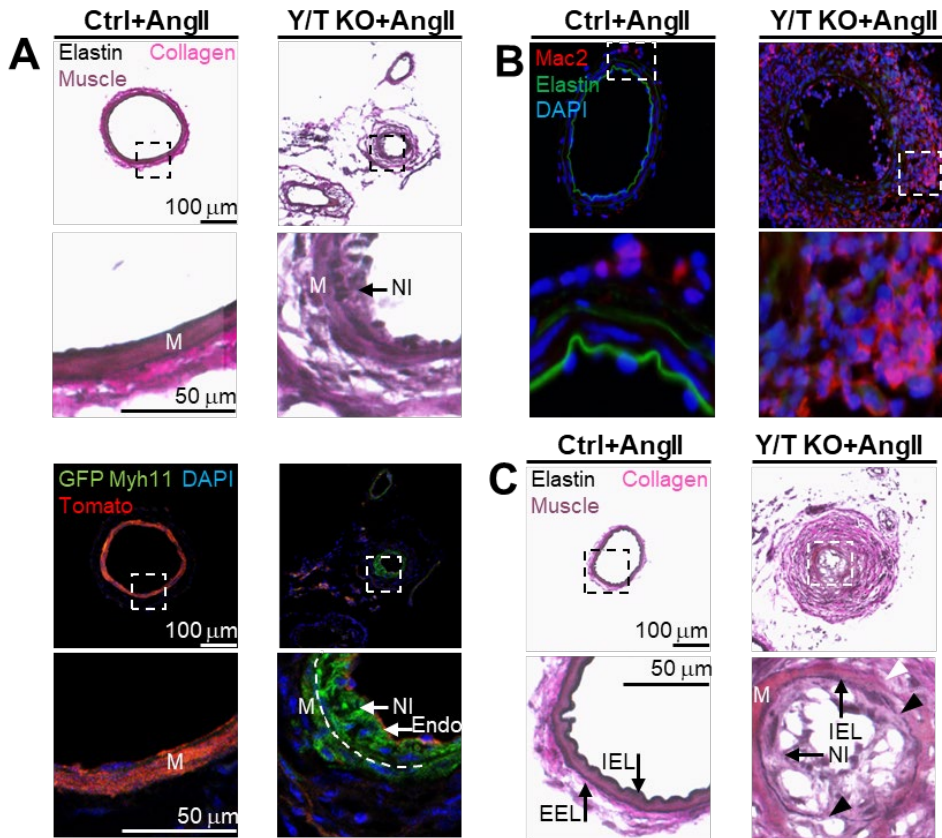 Ctrl+AngII
Y/T KO+AngII
A
Elastin Collagen
Muscle
100 μm
M
50 μm
M
NI
GFP Myh11 DAPI
Tomato
100 μm
M
50 μm
M
NI
Endo
Ctrl+AngII
Y/T KO+AngII
B
Mac2
Elastin
DAPI
Ctrl+AngII
Y/T KO+AngII
C
Elastin Collagen
Muscle
100 μm
50 μm
IEL
EEL
M
IEL
NI